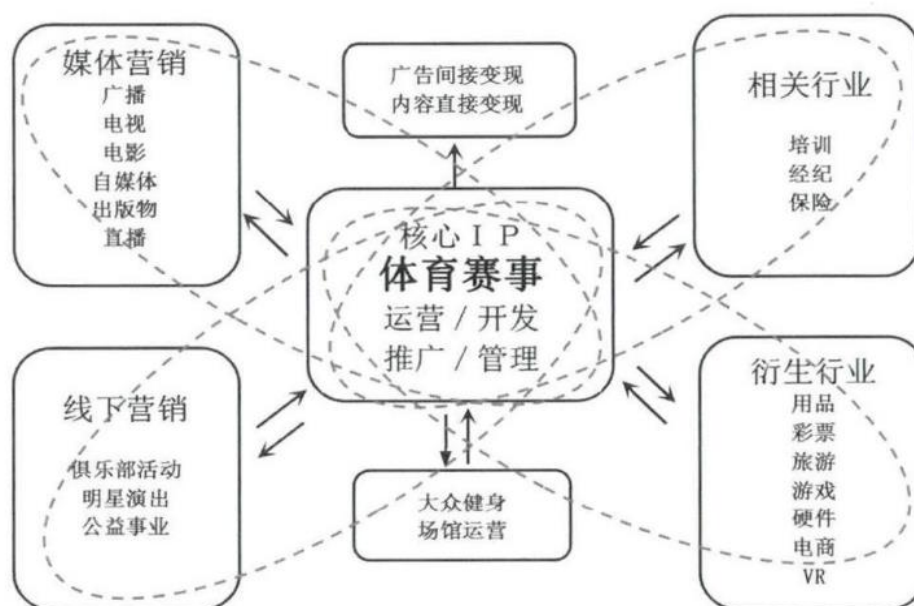 媒体营销
广播
电视
电影
自媒体
出版物
直播
广告间接变现
内容直接变现
相关行业
培训
经纪
保险
核心IP
体育赛事
运营/开发
推广/管理
线下营销
俱乐部活动
明星演出
公益事业
大众健身
场馆运营
衍生行业
用品
彩票
旅游
游戏
硬件
电商
VR